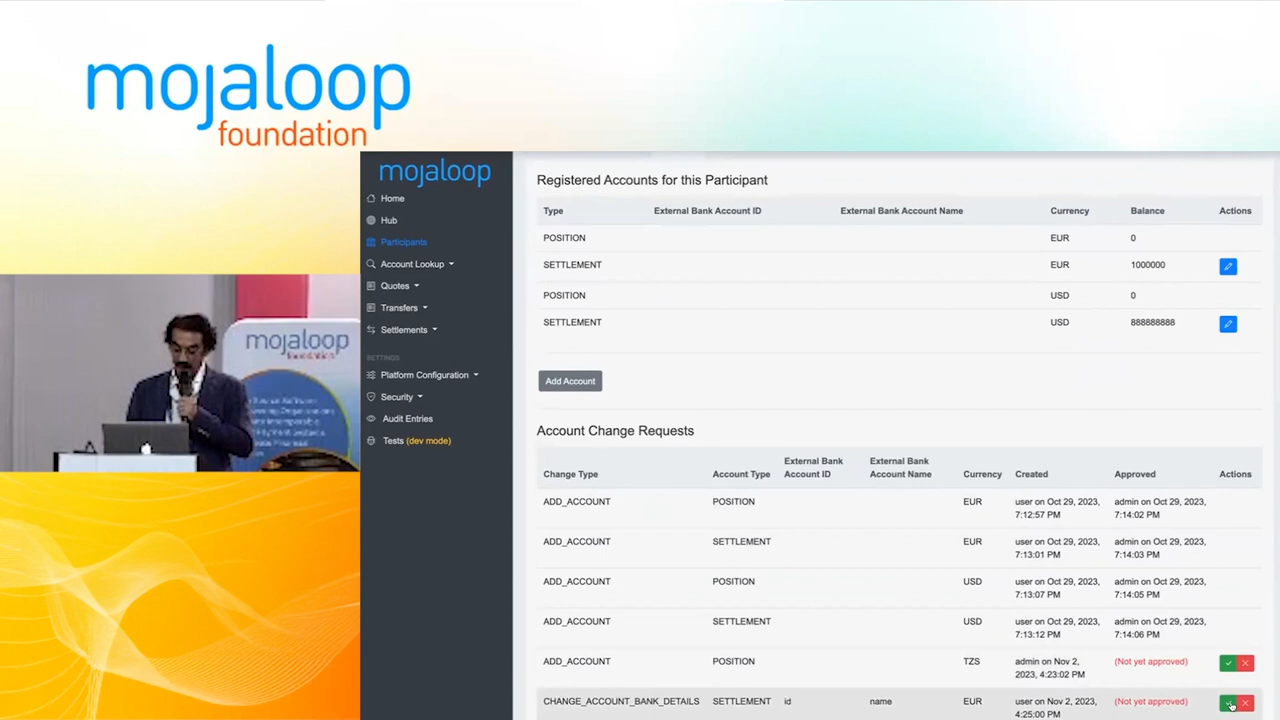 mojaloop
foundation
mojaloop
Home
Hub
Participants
Account Lookup
Quotes
Transfers
Settlements
SETTINGS
Platform Configuration
Security
Audit Entries
Tests (dev mode)
Registered Accounts for this Participant
Type External Bank Account ID External Bank Account Name Currency Balance Actions
POSITION EUR 0
SETTLEMENT EUR 1000000
POSITION USD 0
SETTLEMENT USD 888888888
Add Account
Account Change Requests
Change Type Account Type External Bank Account ID External Bank Account Name Currency Created Approved Actions
ADD_ACCOUNT POSITION EUR user on Oct 29, 2023, 7:12:57 PM admin on Oct 29, 2023, 7:14:02 PM
ADD_ACCOUNT SETTLEMENT EUR user on Oct 29, 2023, 7:13:01 PM admin on Oct 29, 2023, 7:14:03 PM
ADD_ACCOUNT POSITION USD user on Oct 29, 2023, 7:13:07 PM admin on Oct 29, 2023, 7:14:05 PM
ADD_ACCOUNT SETTLEMENT USD user on Oct 29, 2023, 7:13:12 PM admin on Oct 29, 2023, 7:14:06 PM
ADD_ACCOUNT POSITION TZS admin on Nov 2, 2023, 4:23:02 PM (Not yet approved)
CHANGE_ACCOUNT_BANK_DETAILS SETTLEMENT id name EUR user on Nov 2, 2023, 4:25:00 PM (Not yet approved)
mojaloop
foundation